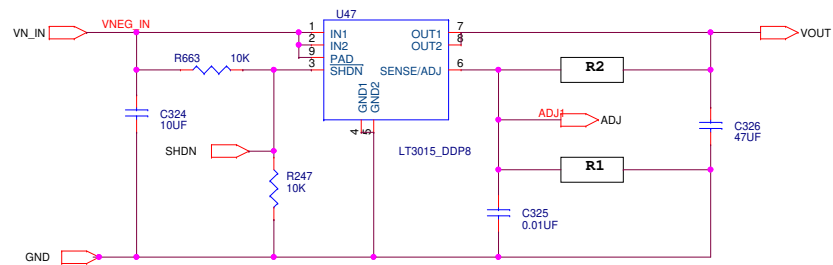 U47
VN_IN
VNEG_IN
1
IN1
OUT1
7
VOUT
2
IN2
OUT2
8
9
PAD
R663
10K
3
SHDN
SENSE/ADJ
6
R2
GND1
GND2
C324
10UF
4
5
ADJ1
ADJ
C326
47UF
SHDN
LT3015_DDP8
R1
R247
10K
C325
0.01UF
GND